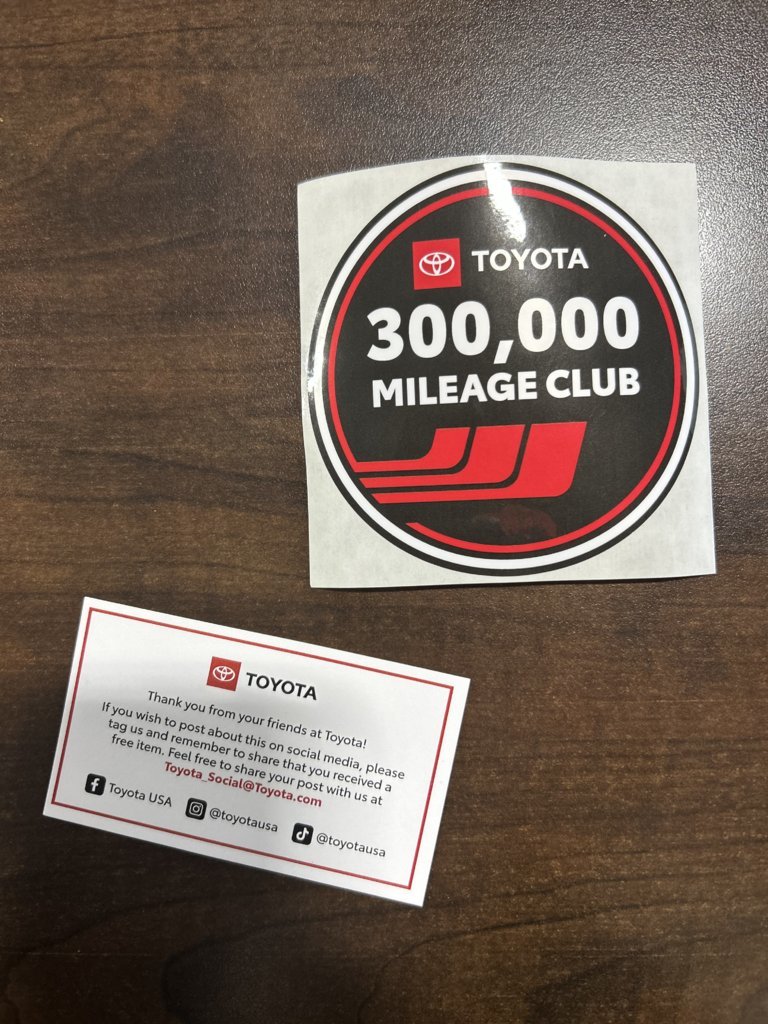 TOYOTA
300,000
MILEAGE CLUB
TOYOTA
Thank you from your friends at Toyota!
If you wish to post about this on social media, please
tag us and remember to share that you received a
free item. Feel free to share your post with us at
Toyota_Social@Toyota.com
Toyota USA @toyotausa @toyotausa